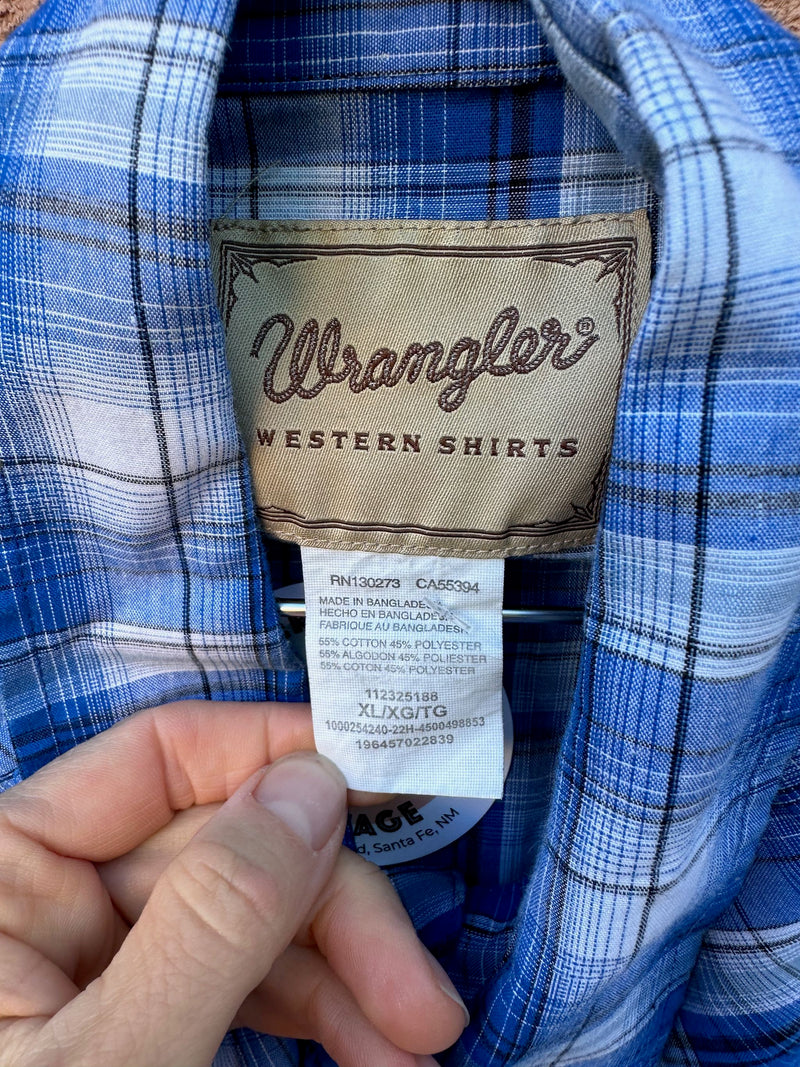 Wrangler®
WESTERN SHIRTS
RN130273 CA55394
MADE IN BANGLADESH
HECHO EN BANGLADESH
FABRIQUE AU BANGLADESH
55% COTTON 45% POLYESTER
55% ALGODON 45% POLYESTER
55% COTON 45% POLYESTER
112325188
XL/XG/TG
1000254240-22H-4500498853
196457022839
AGE
d, Santa Fe, NM